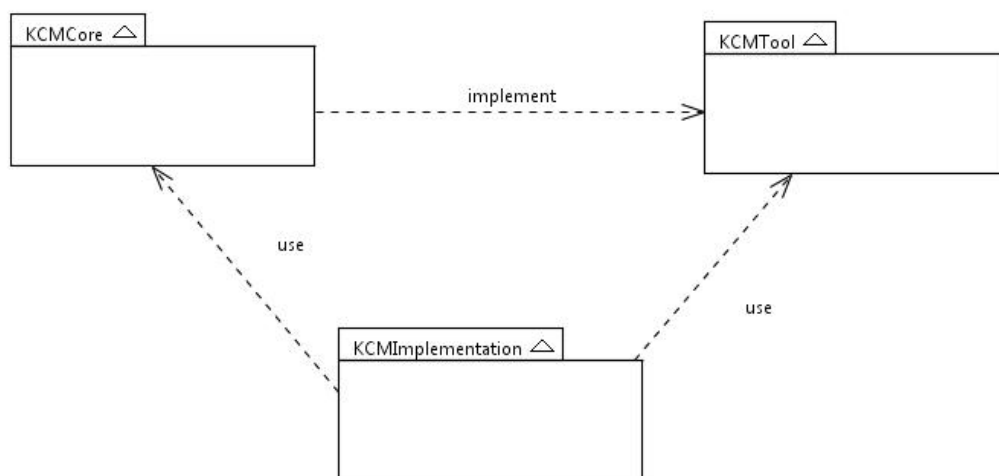 KCMCore
KCMTool
implement
use
use
KCMImplementation